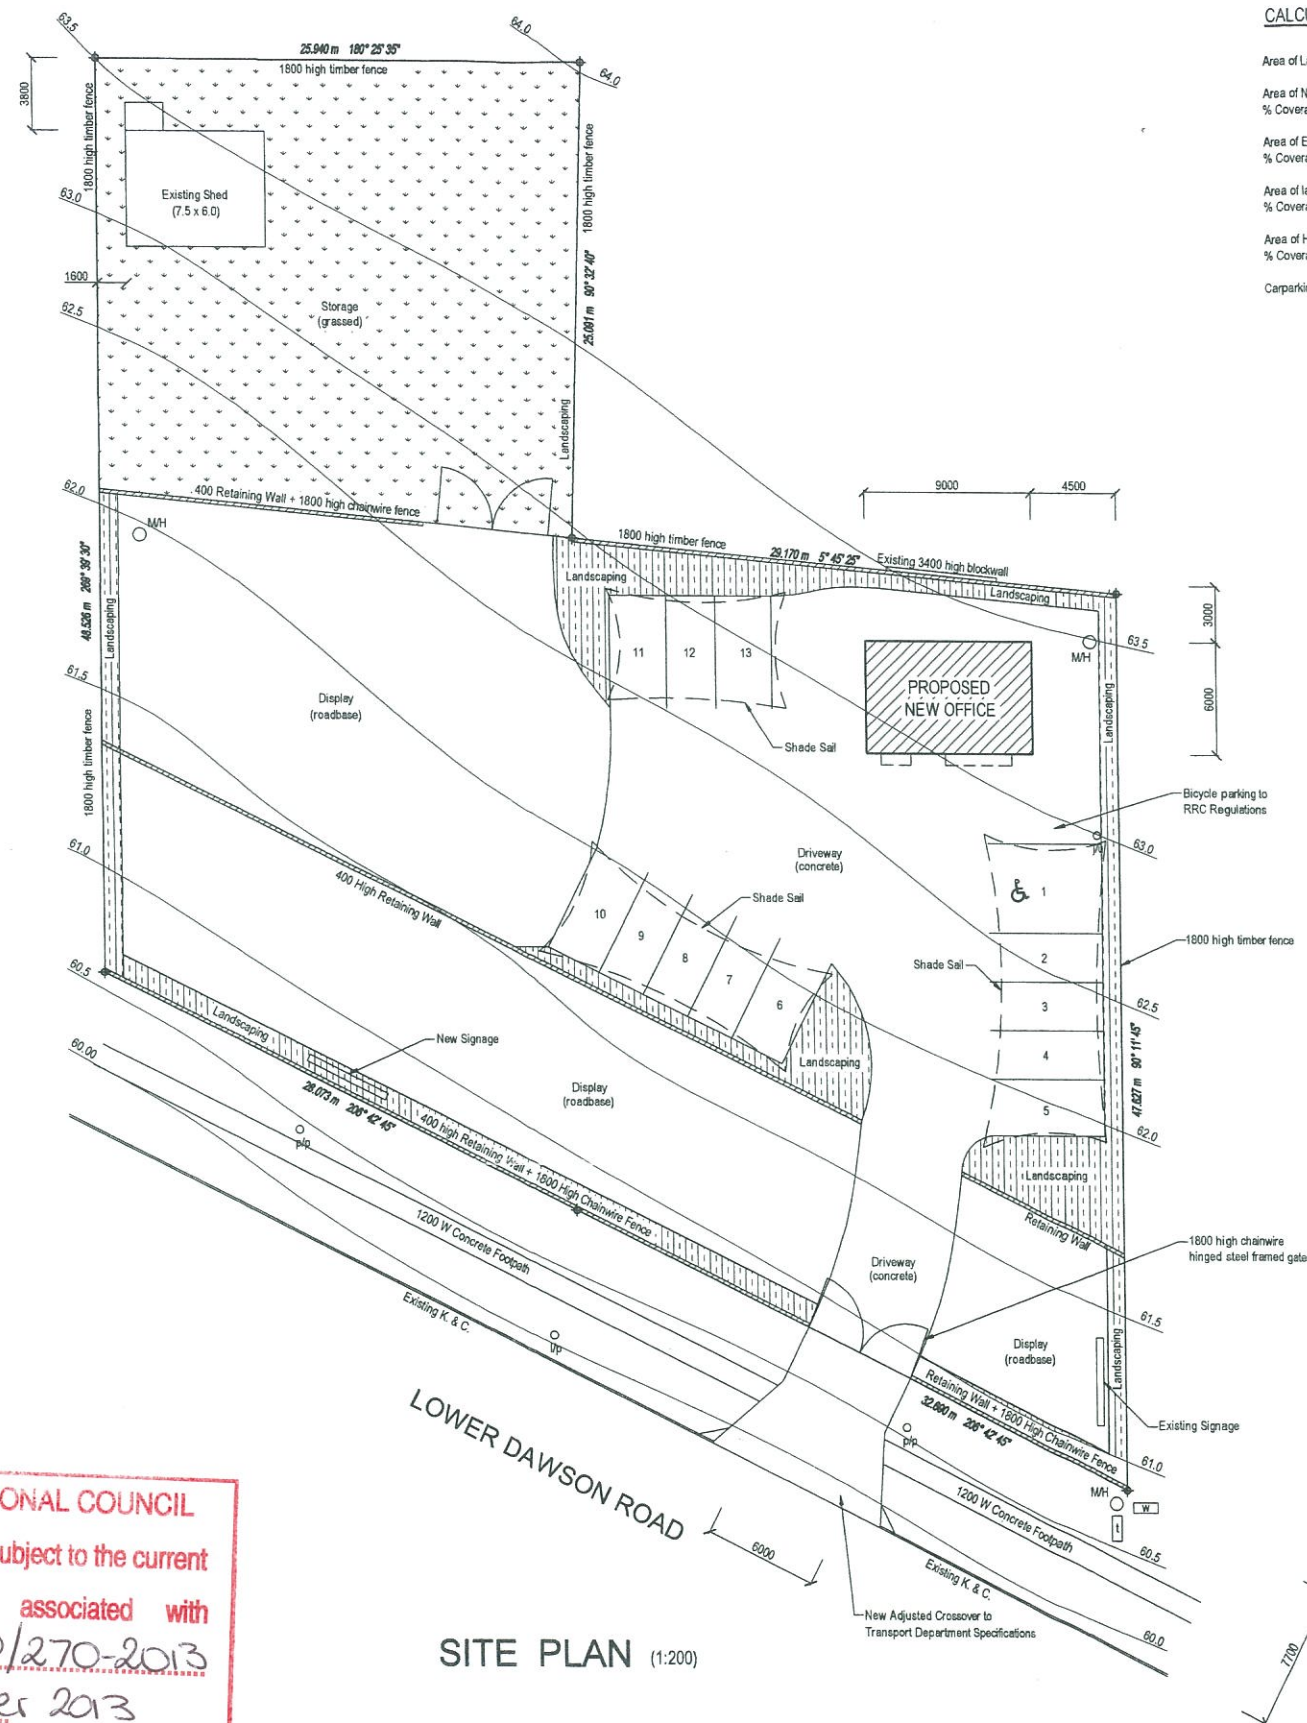 CALCU
Area of L
Area of N
% Covera
Area of E
% Covera
Area of la
% Covera
Area of H
% Covera
Carparki
63.5
25.940 m 180° 25' 35"
1800 high timber fence
64.0
64.0
3800
1800 high timber fence
Existing Shed
(7.5 x 6.0)
63.0
1600
62.5
Storage
(grassed)
1800 high timber fence
25.091 m 90° 32' 40"
Landscaping
62.0
400 Retaining Wall + 1800 high chainwire fence
M/H
9000
4500
1800 high timber fence
29.170 m 5° 45' 25"
Existing 3400 high blockwall
Landscaping
Landscaping
3000
63.5
M/H
11
12
13
PROPOSED
NEW OFFICE
6000
Landscaping
48.526 m 269° 39' 30"
Landscaping
61.5
Display
(roadbase)
Shade Sail
1800 high timber fence
Bicycle parking to
RRC Regulations
63.0
61.0
Driveway
(concrete)
400 High Retaining Wall
Shade Sail
10
9
8
7
6
1
2
3
4
5
1800 high timber fence
Shade Sail
62.5
60.5
Landscaping
New Signage
60.00
28.073 m 206° 42' 45"
p/p
Display
(roadbase)
Landscaping
47.627 m 90° 11' 45"
62.0
Landscaping
Retaining Wall
400 high Retaining Wall + 1800 High Chainwire Fence
1200 W Concrete Footpath
Existing K. & C.
1800 high chainwire
hinged steel framed gate
Driveway
(concrete)
61.5
Display
(roadbase)
Landscaping
Retaining Wall + 1800 High Chainwire Fence
32.690 m 206° 42' 45"
Existing Signage
61.0
p/p
M/H
W
t
LOWER DAWSON ROAD
6000
1200 W Concrete Footpath
60.5
Existing K. & C.
New Adjusted Crossover to
Transport Department Specifications
60.0
7700
SITE PLAN (1:200)
ONAL COUNCIL
ubject to the current
associated with
/270-2013
er 2013